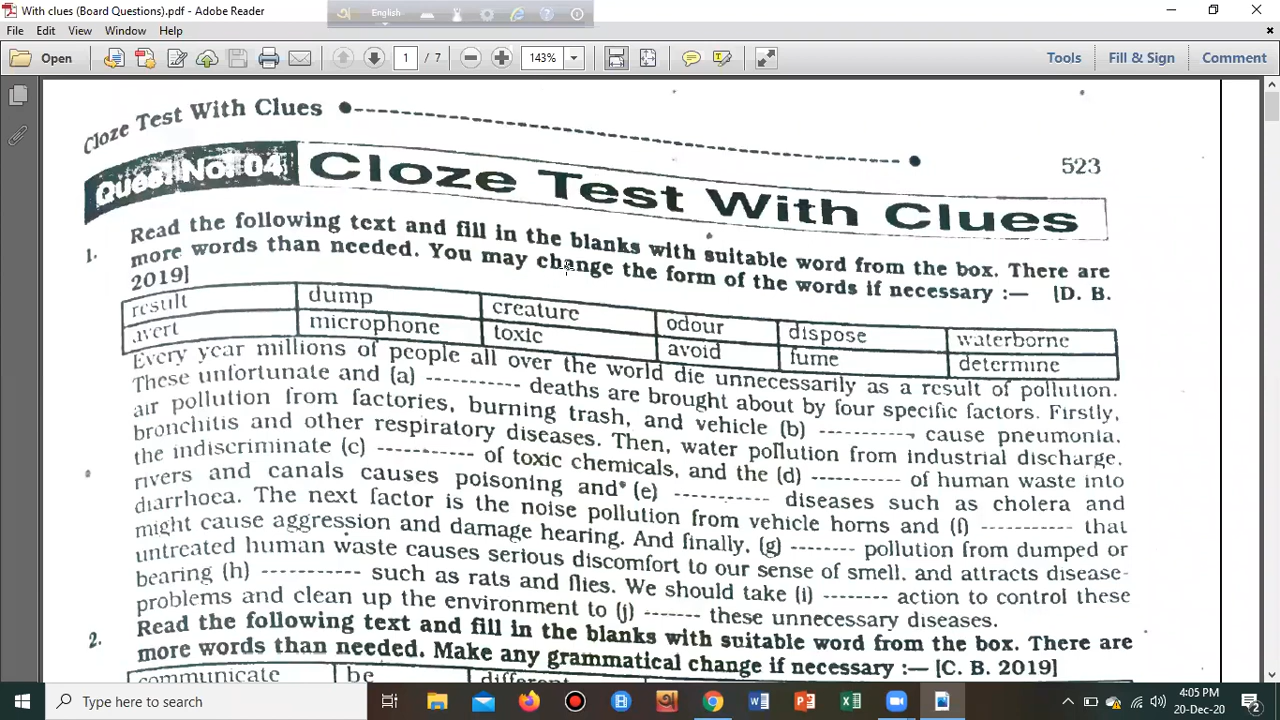 With clues (Board Questions).pdf - Adobe Reader
English
File Edit View Window Help
Open 1 / 7 143% Tools Fill & Sign Comment
Cloze Test With Clues
523
Quest No. 04 Cloze Test With Clues
1. Read the following text and fill in the blanks with suitable word from the box. There are
more words than needed. You may change the form of the words if necessary :— [D. B.
2019]
result dump creature odour dispose waterborne
avert microphone toxic avoid fume determine
Every year millions of people all over the world die unnecessarily as a result of pollution.
These unfortunate and (a) ---------- deaths are brought about by four specific factors. Firstly,
air pollution from factories, burning trash, and vehicle (b) ----------, cause pneumonia,
bronchitis and other respiratory diseases. Then, water pollution from industrial discharge,
the indiscriminate (c) ----------- of toxic chemicals, and the (d) ---------- of human waste into
rivers and canals causes poisoning and (e) ----------- diseases such as cholera and
diarrhoea. The next factor is the noise pollution from vehicle horns and (f) ---------- that
might cause aggression and damage hearing. And finally, (g) -------- pollution from dumped or
untreated human waste causes serious discomfort to our sense of smell, and attracts disease-
bearing (h) ----------- such as rats and flies. We should take (i) -------- action to control these
problems and clean up the environment to (j) ------- these unnecessary diseases.
2. Read the following text and fill in the blanks with suitable word from the box. There are
more words than needed. Make any grammatical change if necessary :— [C. B. 2019]
communicate be different
Type here to search
4:05 PM
20-Dec-20
2